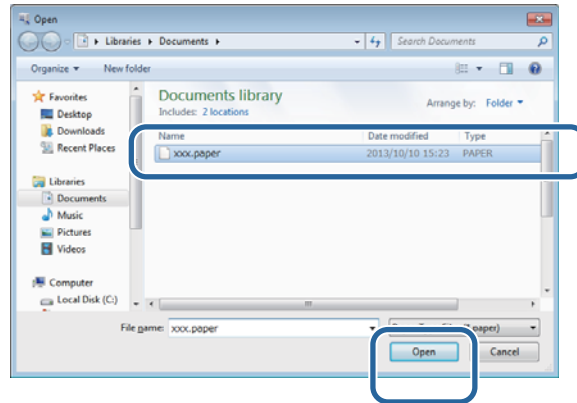 Open
Libraries ▸ Documents ▸
Search Documents
Organize ▾ New folder
Favorites
Desktop
Downloads
Recent Places
Libraries
Documents
Music
Pictures
Videos
Computer
Local Disk (C:)
Documents library
Includes: 2 locations
Arrange by: Folder ▾
Name Date modified Type
xxx.paper 2013/10/10 15:23 PAPER
File name: xxx.paper
paper)
Open Cancel